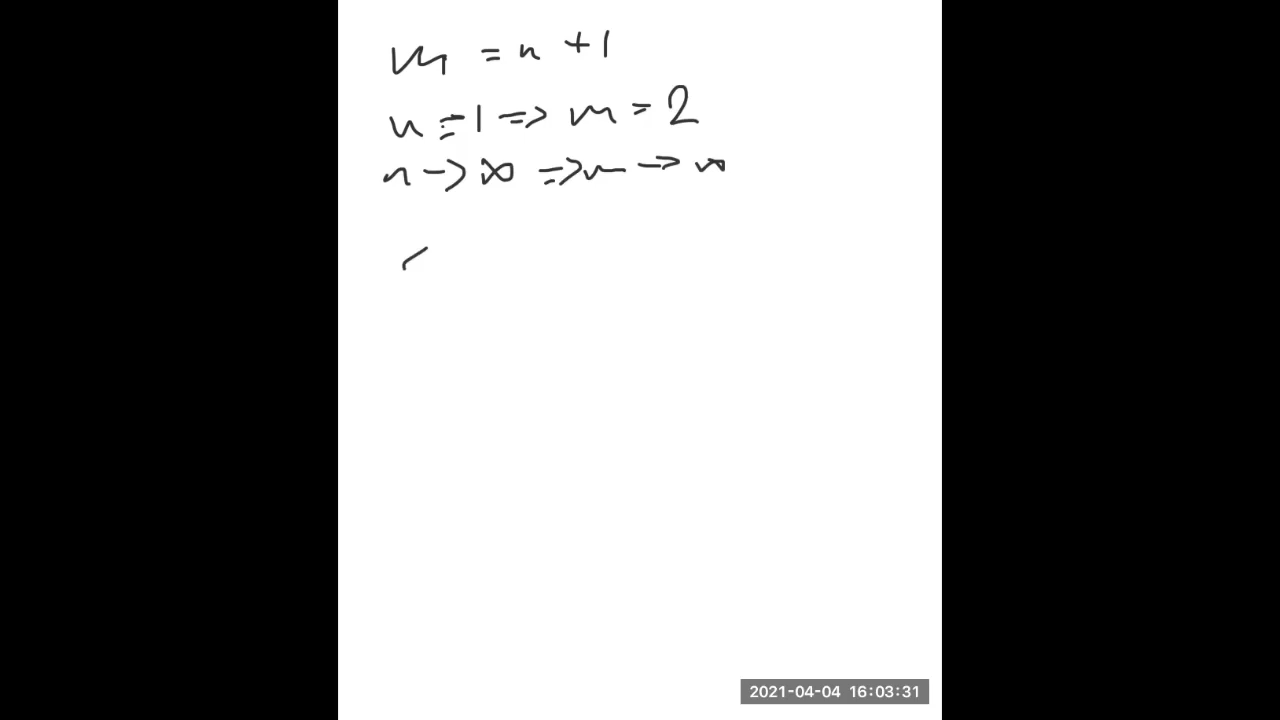 m = n + 1
n = 1 => m = 2
n -> ∞ => m -> ∞
2021-04-04 16:03:31